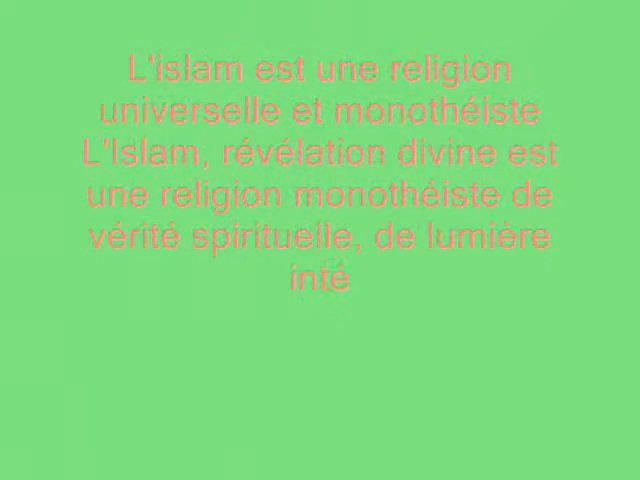 L'islam est une religion
universelle et monothéiste
L'Islam, révélation divine est
une religion monothéiste de
vérité spirituelle, de lumière
inté